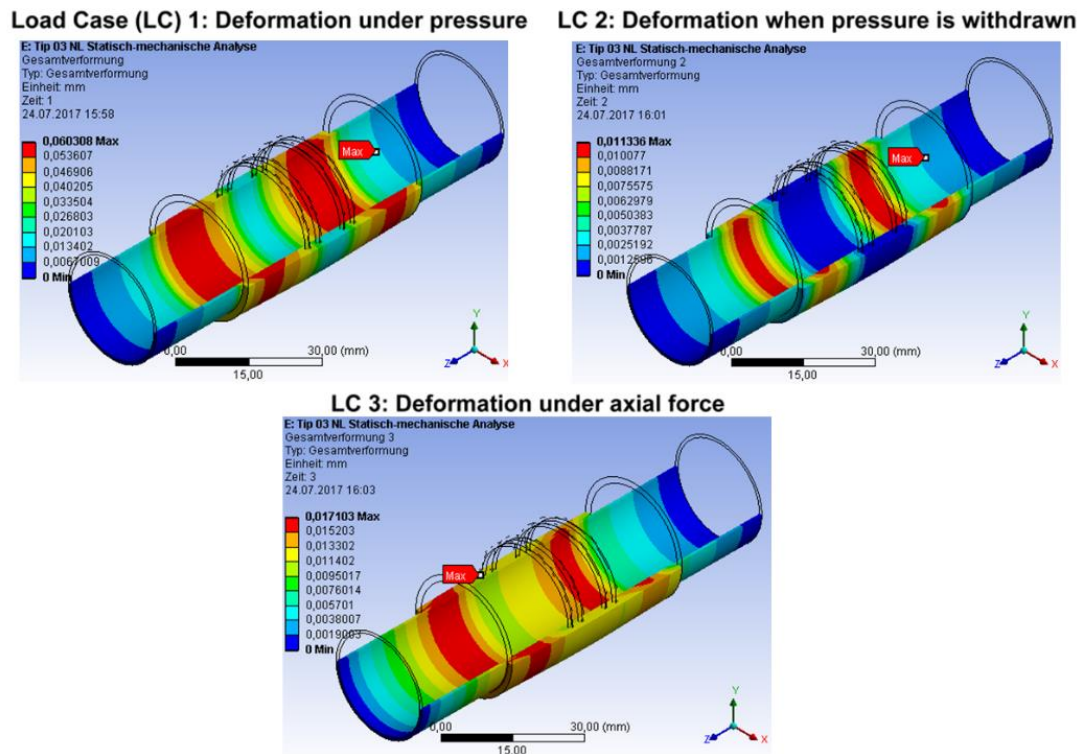 Load Case (LC) 1: Deformation under pressure
E: Tip 03 NL Statisch-mechanische Analyse
Gesamtverformung
Typ: Gesamtverformung
Einheit: mm
Zeit: 1
24.07.2017 15:58
0,060308 Max
0,053607
0,046906
0,040205
0,033504
0,026803
0,020103
0,013402
0,0067009
0 Min
Max
0,00
30,00 (mm)
15,00
Y
Z
X
LC 2: Deformation when pressure is withdrawn
E: Tip 03 NL Statisch-mechanische Analyse
Gesamtverformung 2
Typ: Gesamtverformung
Einheit: mm
Zeit: 2
24.07.2017 16:01
0,011336 Max
0,010077
0,0088171
0,0075575
0,0062979
0,0050383
0,0037787
0,0025192
0,0012596
0 Min
Max
0,00
30,00 (mm)
15,00
Y
Z
X
LC 3: Deformation under axial force
E: Tip 03 NL Statisch-mechanische Analyse
Gesamtverformung 3
Typ: Gesamtverformung
Einheit: mm
Zeit: 3
24.07.2017 16:03
0,017103 Max
0,015203
0,013302
0,011402
0,0095017
0,0076014
0,005701
0,0038007
0,0019003
0 Min
Max
0,00
30,00 (mm)
15,00
Y
Z
X